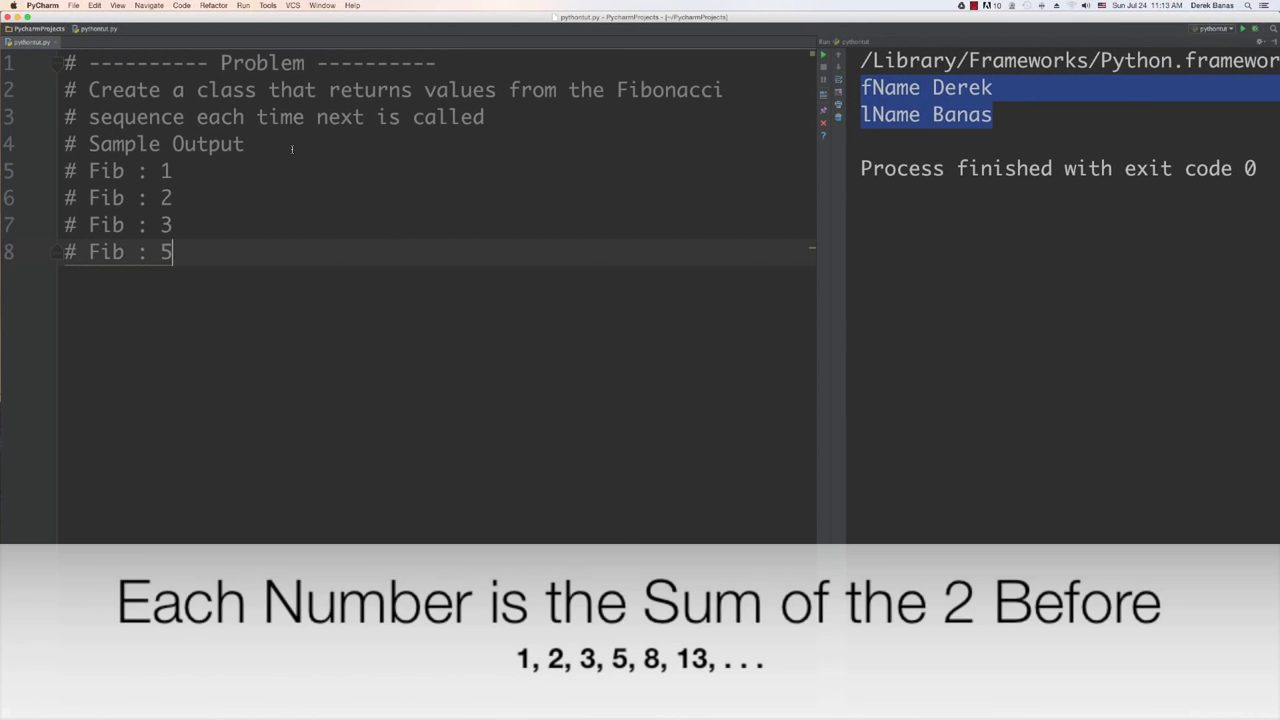 PyCharm File Edit View Navigate Code Refactor Run Tools VCS Window Help 10 Sun Jul 24 11:13 AM Derek Banas
pythontut.py - PycharmProjects - [~/PycharmProjects]
PycharmProjects pythontut.py pythontut
pythontut.py Run: pythontut
1 # ---------- Problem ----------
2 # Create a class that returns values from the Fibonacci
3 # sequence each time next is called
4 # Sample Output
5 # Fib : 1
6 # Fib : 2
7 # Fib : 3
8 # Fib : 5
/Library/Frameworks/Python.framewor
fName Derek
lName Banas
Process finished with exit code 0
Each Number is the Sum of the 2 Before
1, 2, 3, 5, 8, 13, . . .